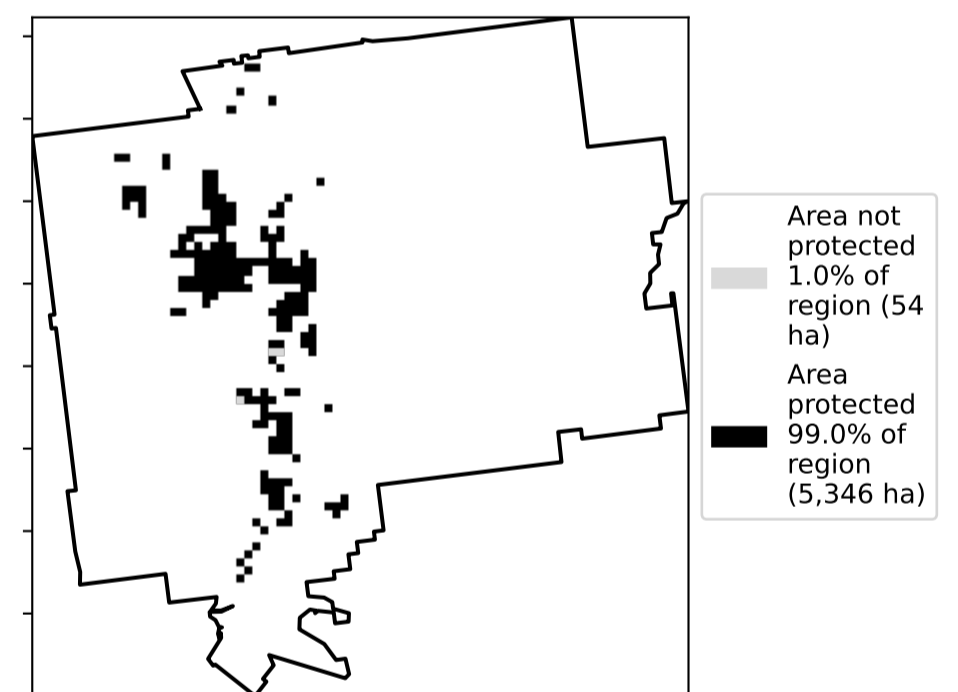 Area not
protected
1.0% of
region (54
ha)
Area
protected
99.0% of
region
(5,346 ha)